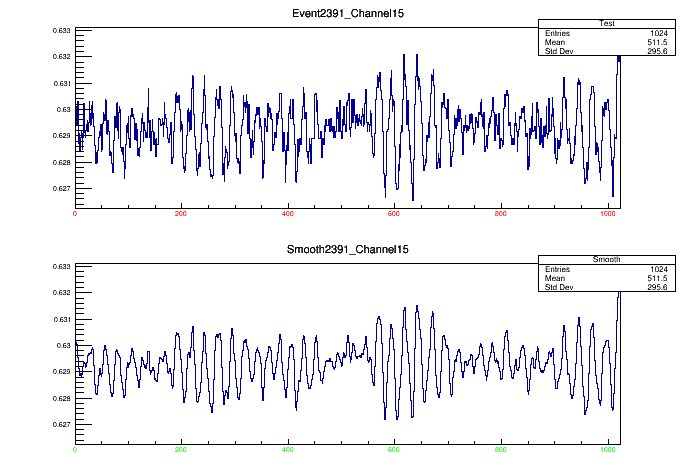 Event2391_Channel15
Test
Entries 1024
Mean 511.5
Std Dev 295.6
0.633
0.632
0.631
0.63
0.629
0.628
0.627
0 200 400 600 800 1000
Smooth2391_Channel15
Smooth
Entries 1024
Mean 511.5
Std Dev 295.6
0.633
0.632
0.631
0.63
0.629
0.628
0.627
0 200 400 600 800 1000